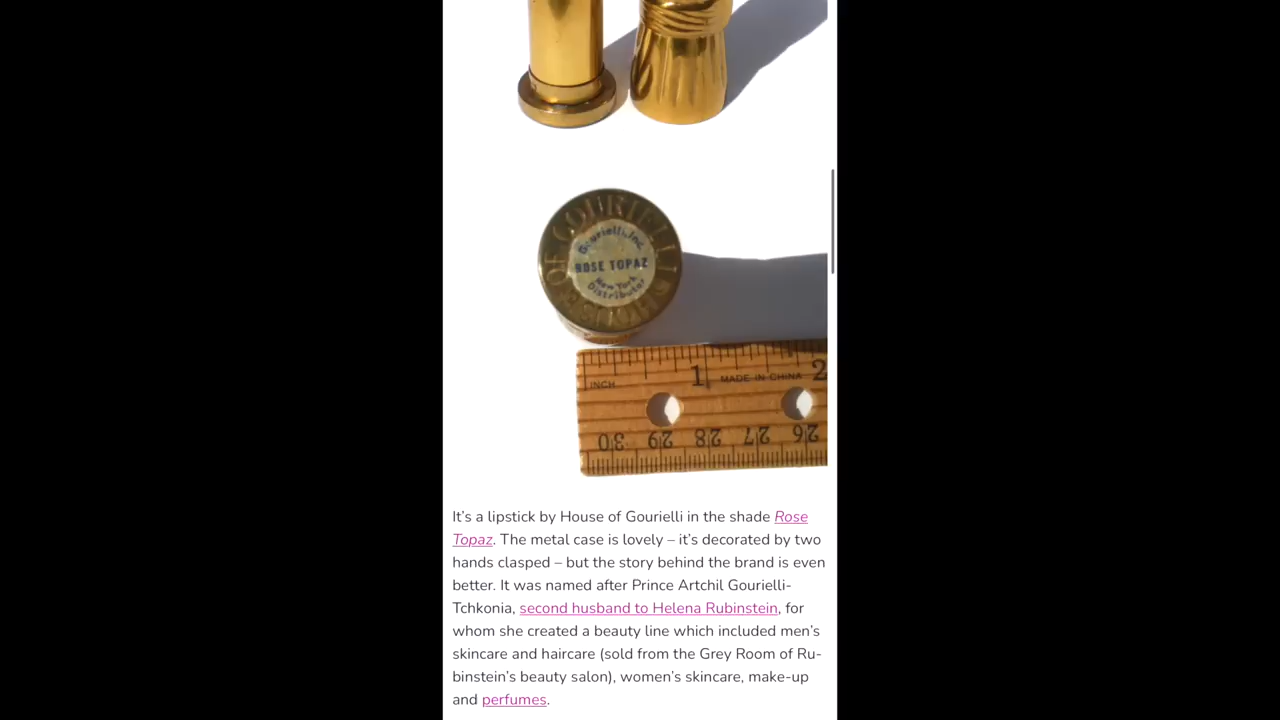 HOUSE OF GOURIELLI
Gourielli, Inc.
ROSE TOPAZ
New York
Distributor
INCH
1
MADE IN CHINA
2
30 29 28 27 26
It’s a lipstick by House of Gourielli in the shade Rose
Topaz. The metal case is lovely – it’s decorated by two
hands clasped – but the story behind the brand is even
better. It was named after Prince Artchil Gourielli-
Tchkonia, second husband to Helena Rubinstein, for
whom she created a beauty line which included men’s
skincare and haircare (sold from the Grey Room of Ru-
binstein’s beauty salon), women’s skincare, make-up
and perfumes.